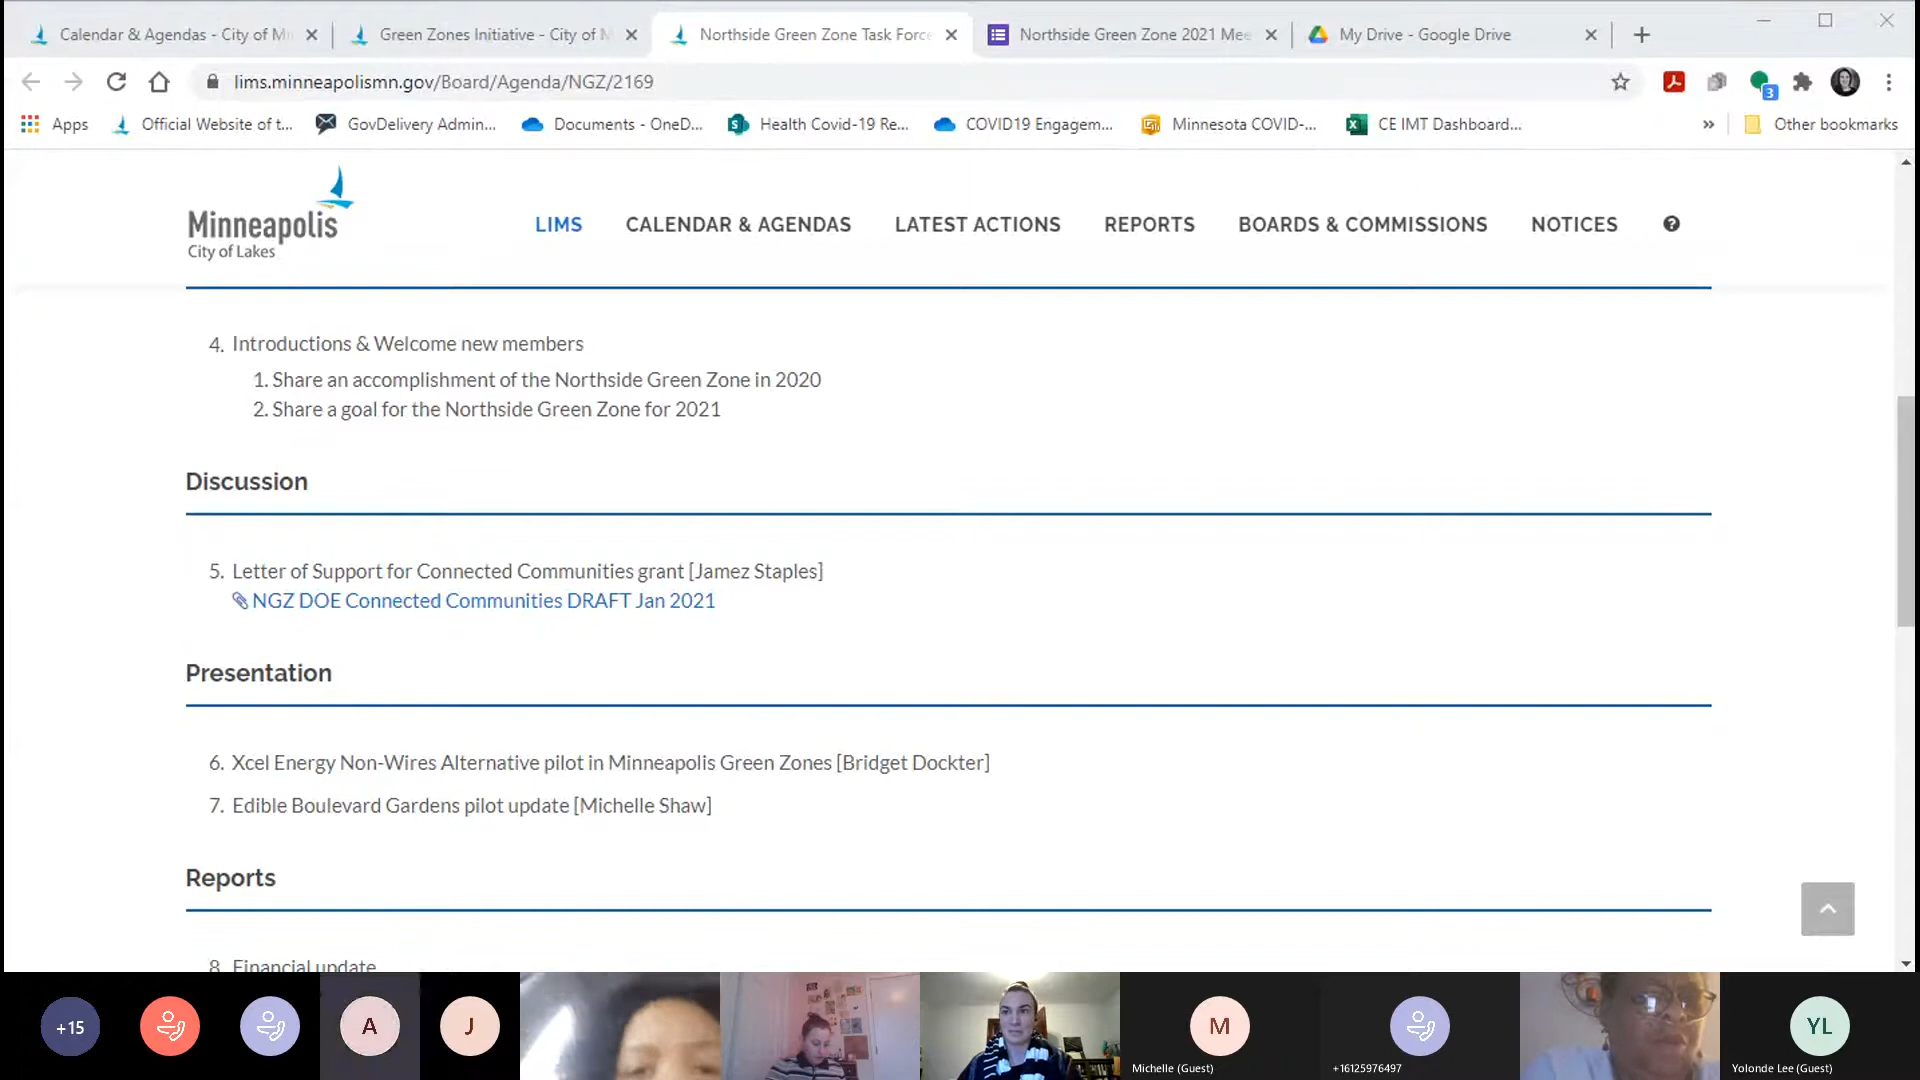 Calendar & Agendas - City of Mi
Green Zones Initiative - City of M
Northside Green Zone Task Force
Northside Green Zone 2021 Mee
My Drive - Google Drive
lims.minneapolismn.gov/Board/Agenda/NGZ/2169
3
Apps
Official Website of t...
GovDelivery Admin...
Documents - OneD...
Health Covid-19 Re...
COVID19 Engagem...
Minnesota COVID-...
CE IMT Dashboard...
»
Other bookmarks
Minneapolis
City of Lakes
LIMS
CALENDAR & AGENDAS
LATEST ACTIONS
REPORTS
BOARDS & COMMISSIONS
NOTICES
?
4. Introductions & Welcome new members
1. Share an accomplishment of the Northside Green Zone in 2020
2. Share a goal for the Northside Green Zone for 2021
Discussion
5. Letter of Support for Connected Communities grant [Jamez Staples]
NGZ DOE Connected Communities DRAFT Jan 2021
Presentation
6. Xcel Energy Non-Wires Alternative pilot in Minneapolis Green Zones [Bridget Dockter]
7. Edible Boulevard Gardens pilot update [Michelle Shaw]
Reports
8. Financial update
+15
A
J
M
Michelle (Guest)
+16125976497
YL
Yolonde Lee (Guest)